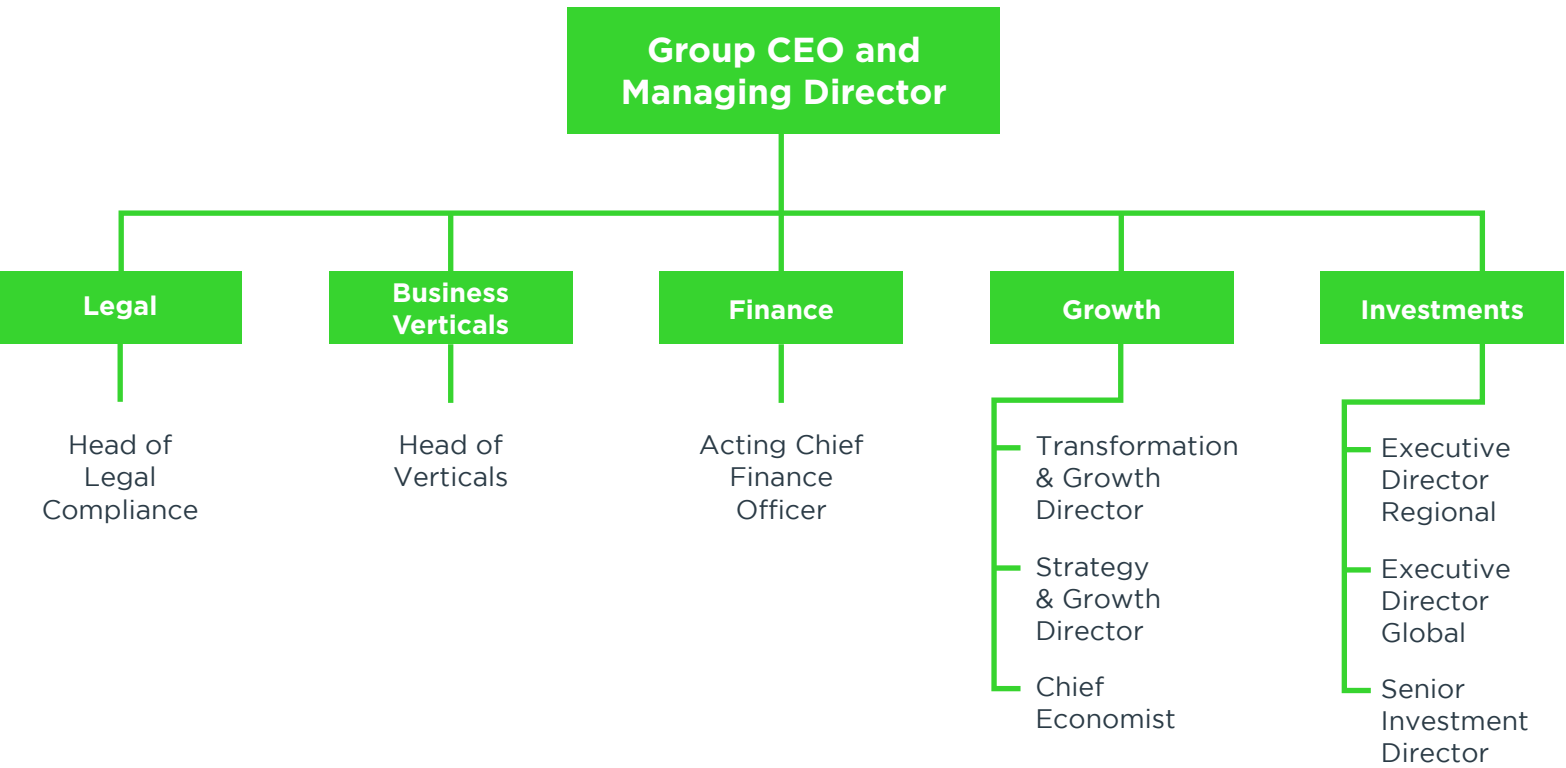 Group CEO and
Managing Director
Legal
Business
Verticals
Finance
Growth
Investments
Head of
Legal
Compliance
Head of
Verticals
Acting Chief
Finance
Officer
Transformation
& Growth
Director
Strategy
& Growth
Director
Chief
Economist
Executive
Director
Regional
Executive
Director
Global
Senior
Investment
Director